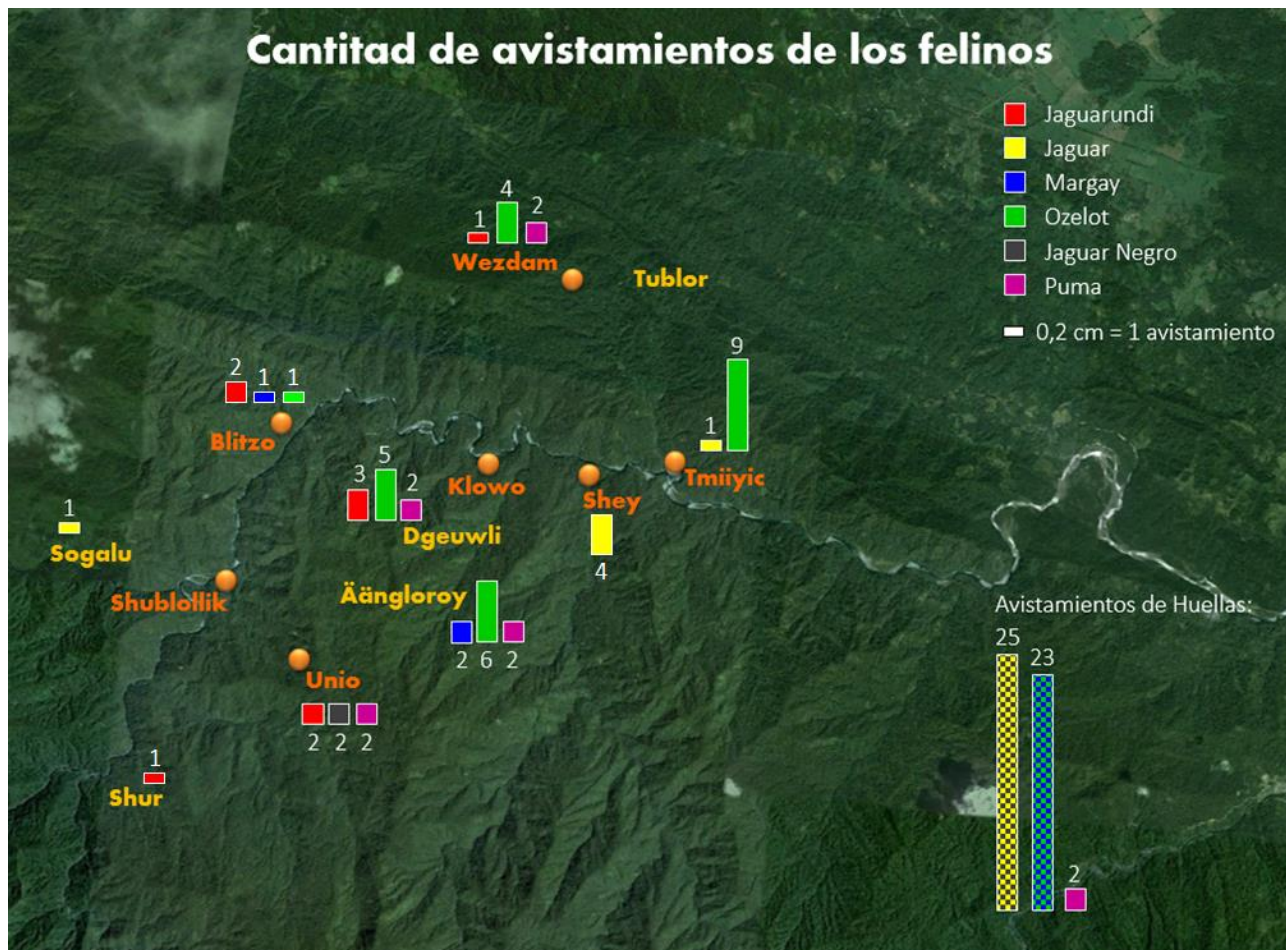 Cantitad de avistamientos de los felinos
Jaguarundi
Jaguar
Margay
Ozelot
Jaguar Negro
Puma
0,2 cm = 1 avistamiento
1 4 2
Wezdam
Tublor
2 1 1
Blitzo
3 5 2
Dgeuwli
Klowo
Shey
4
1 9
Tmiiyic
1
Sogalu
Shublollik
Äängloroy
2 6 2
Unio
2 2 2
1
Shur
Avistamientos de Huellas:
25 23 2